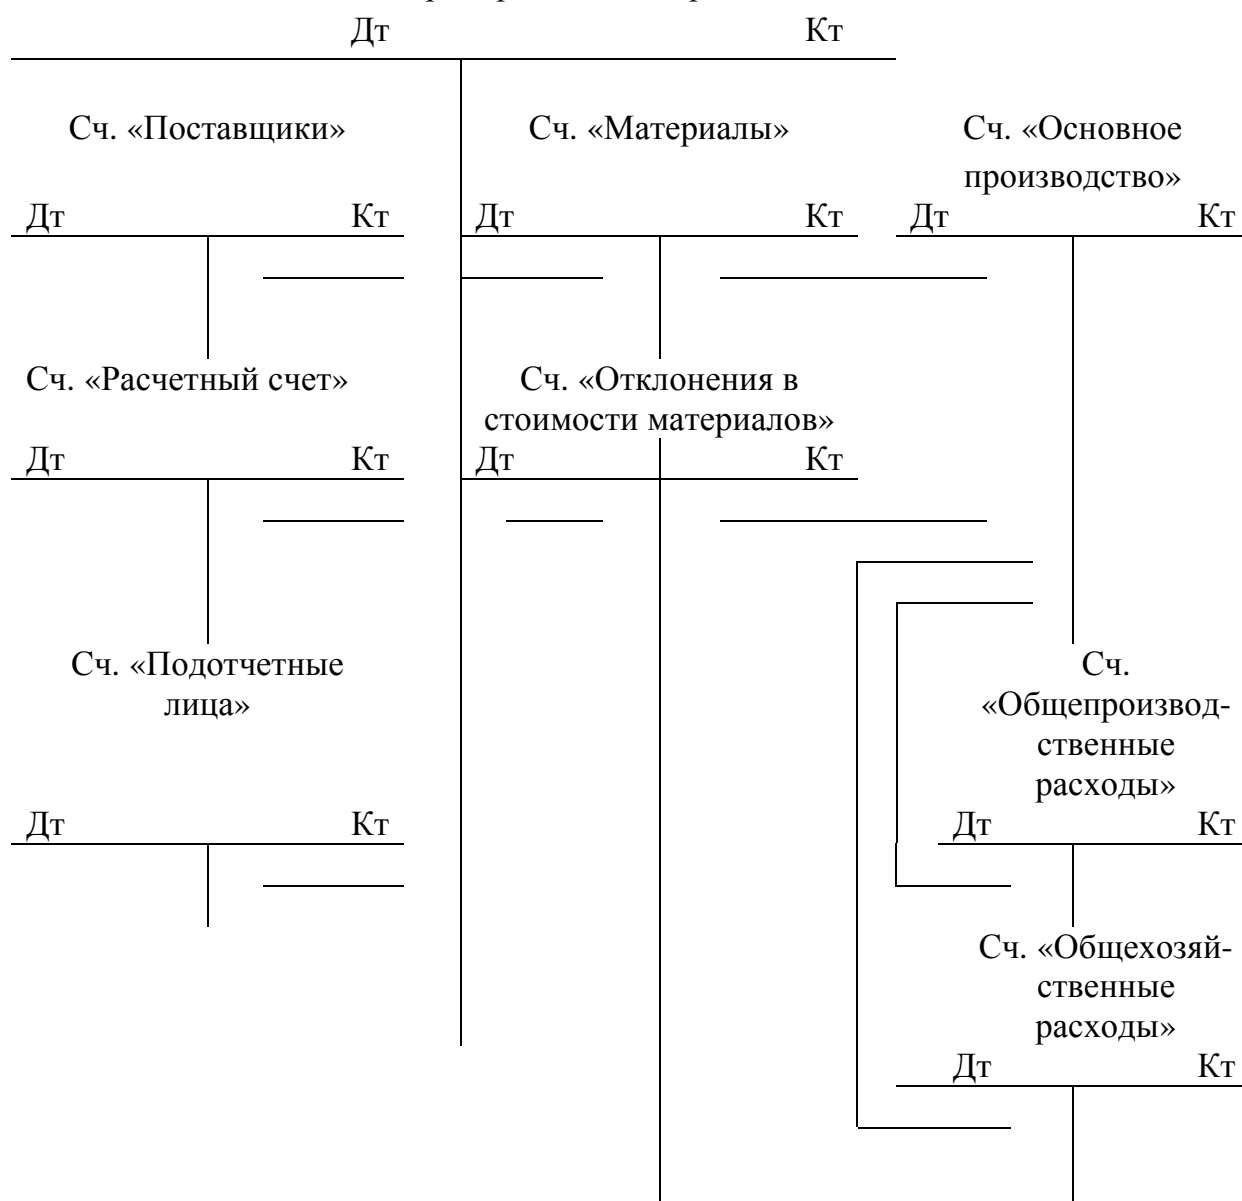 Дт Кт
Сч. «Поставщики» Сч. «Материалы» Сч. «Основное
производство»
Дт Кт Дт Кт Дт Кт
Сч. «Расчетный счет» Сч. «Отклонения в
стоимости материалов»
Дт Кт Дт Кт
Сч. «Подотчетные
лица»
Сч.
«Общепроизвод-
ственные
расходы»
Дт Кт Дт Кт
Сч. «Общехозяй-
ственные
расходы»
Дт Кт